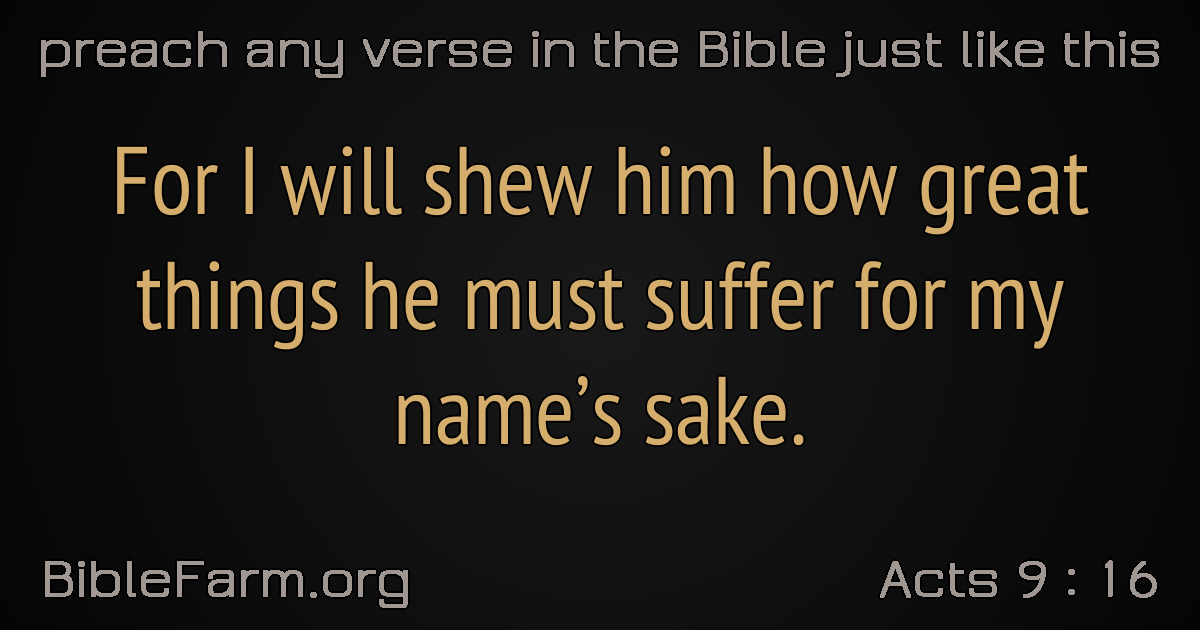 preach any verse in the Bible just like this
For I will shew him how great
things he must suffer for my
name’s sake.
BibleFarm.org
Acts 9 : 16